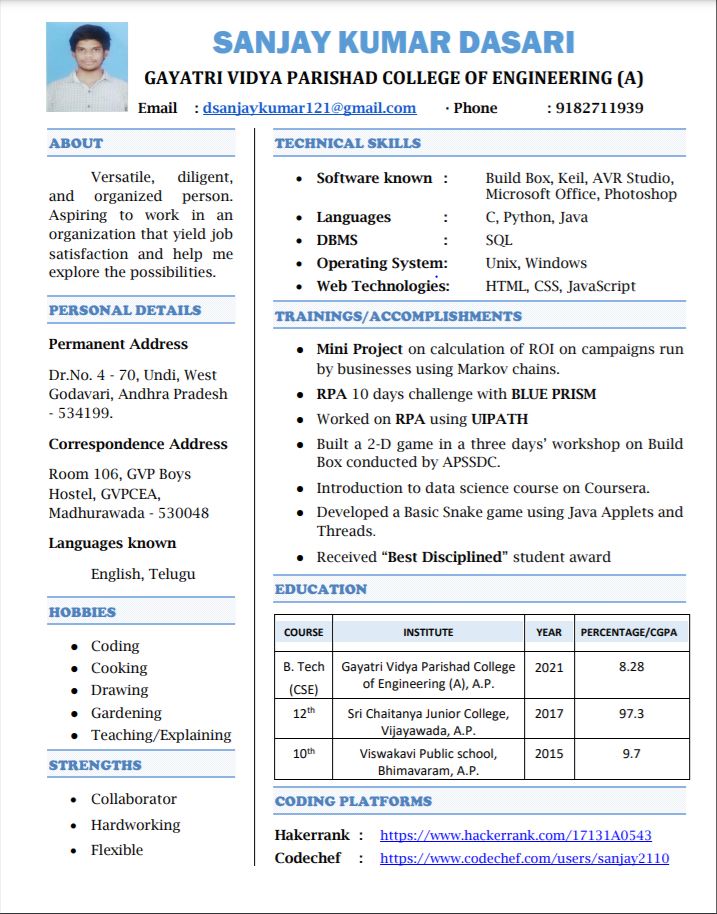 SANJAY KUMAR DASARI
GAYATRI VIDYA PARISHAD COLLEGE OF ENGINEERING (A)
Email : dsanjaykumar121@gmail.com · Phone : 9182711939
ABOUT
Versatile, diligent,
and organized person.
Aspiring to work in an
organization that yield job
satisfaction and help me
explore the possibilities.
PERSONAL DETAILS
Permanent Address
Dr.No. 4 - 70, Undi, West
Godavari, Andhra Pradesh
- 534199.
Correspondence Address
Room 106, GVP Boys
Hostel, GVPCEA,
Madhurawada - 530048
Languages known
English, Telugu
HOBBIES
• Coding
• Cooking
• Drawing
• Gardening
• Teaching/Explaining
STRENGTHS
• Collaborator
• Hardworking
• Flexible
TECHNICAL SKILLS
• Software known : Build Box, Keil, AVR Studio,
Microsoft Office, Photoshop
• Languages : C, Python, Java
• DBMS : SQL
• Operating System: Unix, Windows
• Web Technologies: HTML, CSS, JavaScript
TRAININGS/ACCOMPLISHMENTS
• Mini Project on calculation of ROI on campaigns run
by businesses using Markov chains.
• RPA 10 days challenge with BLUE PRISM
• Worked on RPA using UIPATH
• Built a 2-D game in a three days' workshop on Build
Box conducted by APSSDC.
• Introduction to data science course on Coursera.
• Developed a Basic Snake game using Java Applets and
Threads.
• Received “Best Disciplined” student award
EDUCATION
COURSE INSTITUTE YEAR PERCENTAGE/CGPA
B. Tech Gayatri Vidya Parishad College 2021 8.28
(CSE) of Engineering (A), A.P.
12th Sri Chaitanya Junior College, 2017 97.3
Vijayawada, A.P.
10th Viswakavi Public school, 2015 9.7
Bhimavaram, A.P.
CODING PLATFORMS
Hakerrank : https://www.hackerrank.com/17131A0543
Codechef : https://www.codechef.com/users/sanjay2110